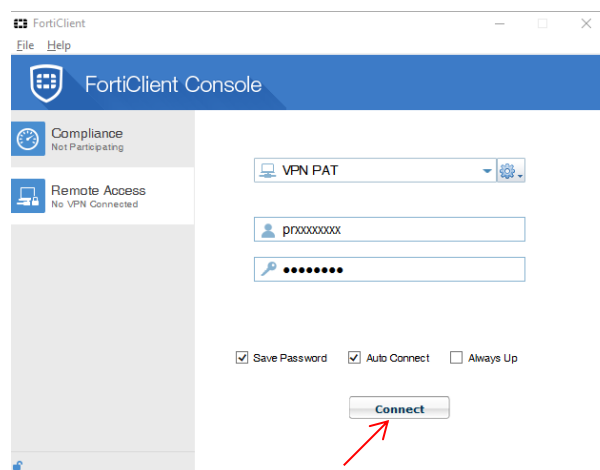 FortiClient
File Help
FortiClient Console
Compliance
Not Participating
Remote Access
No VPN Connected
VPN PAT
prxxxxxxxx
●●●●●●●●
Save Password Auto Connect Always Up
Connect